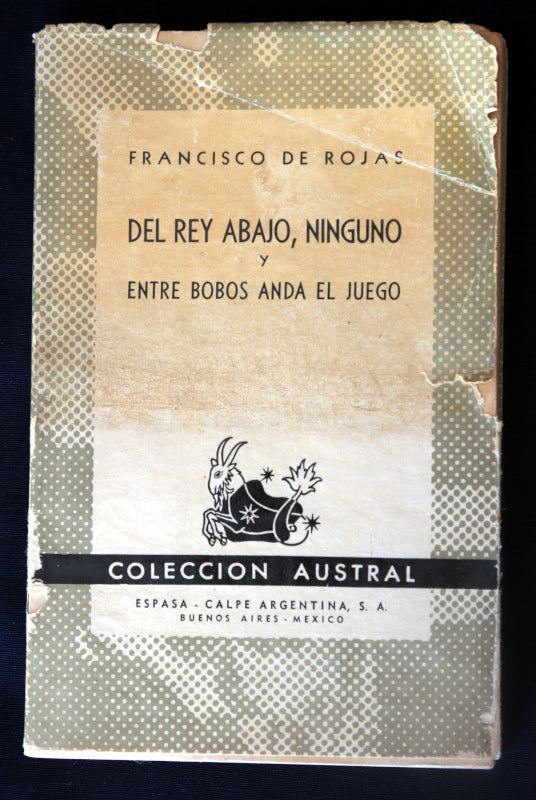 FRANCISCO DE ROJAS
DEL REY ABAJO, NINGUNO
Y
ENTRE BOBOS ANDA EL JUEGO
COLECCION AUSTRAL
ESPASA - CALPE ARGENTINA, S. A.
BUENOS AIRES - MEXICO